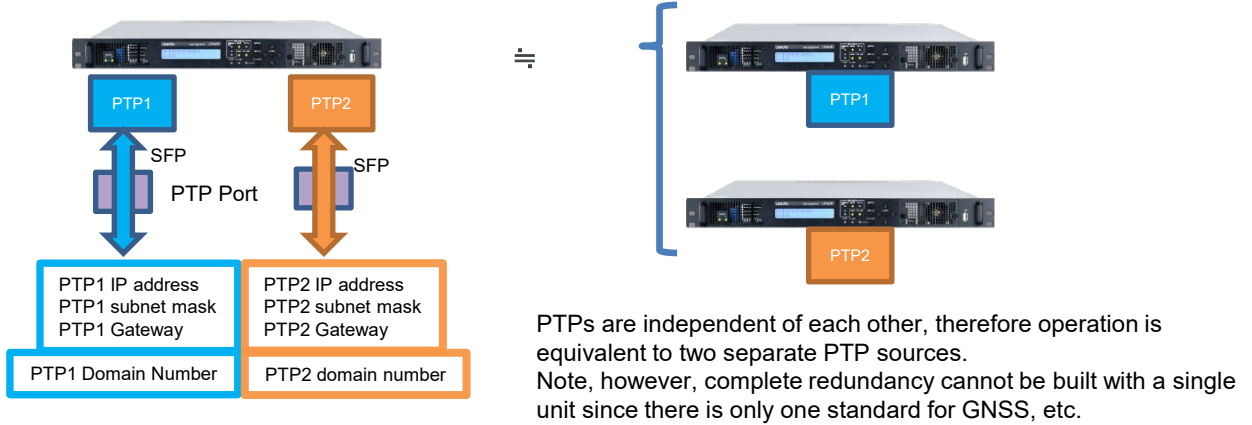 PTP1
PTP2
SFP
SFP
PTP Port
PTP1 IP address
PTP1 subnet mask
PTP1 Gateway
PTP2 IP address
PTP2 subnet mask
PTP2 Gateway
PTP1 Domain Number
PTP2 domain number
≒
PTP1
PTP2
PTPs are independent of each other, therefore operation is
equivalent to two separate PTP sources.
Note, however, complete redundancy cannot be built with a single
unit since there is only one standard for GNSS, etc.